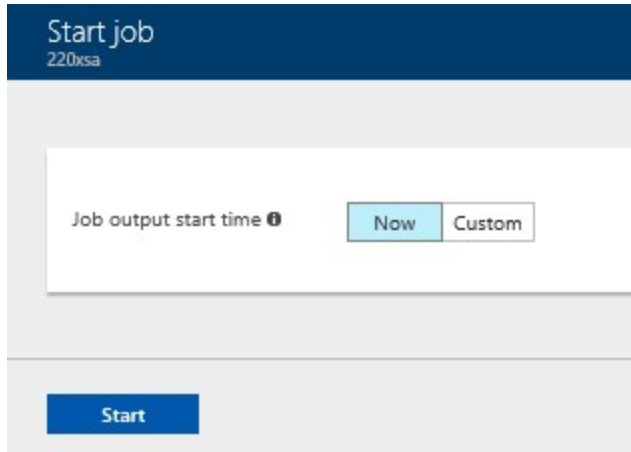 Start job
220xsa
Job output start time
Now
Custom
Start